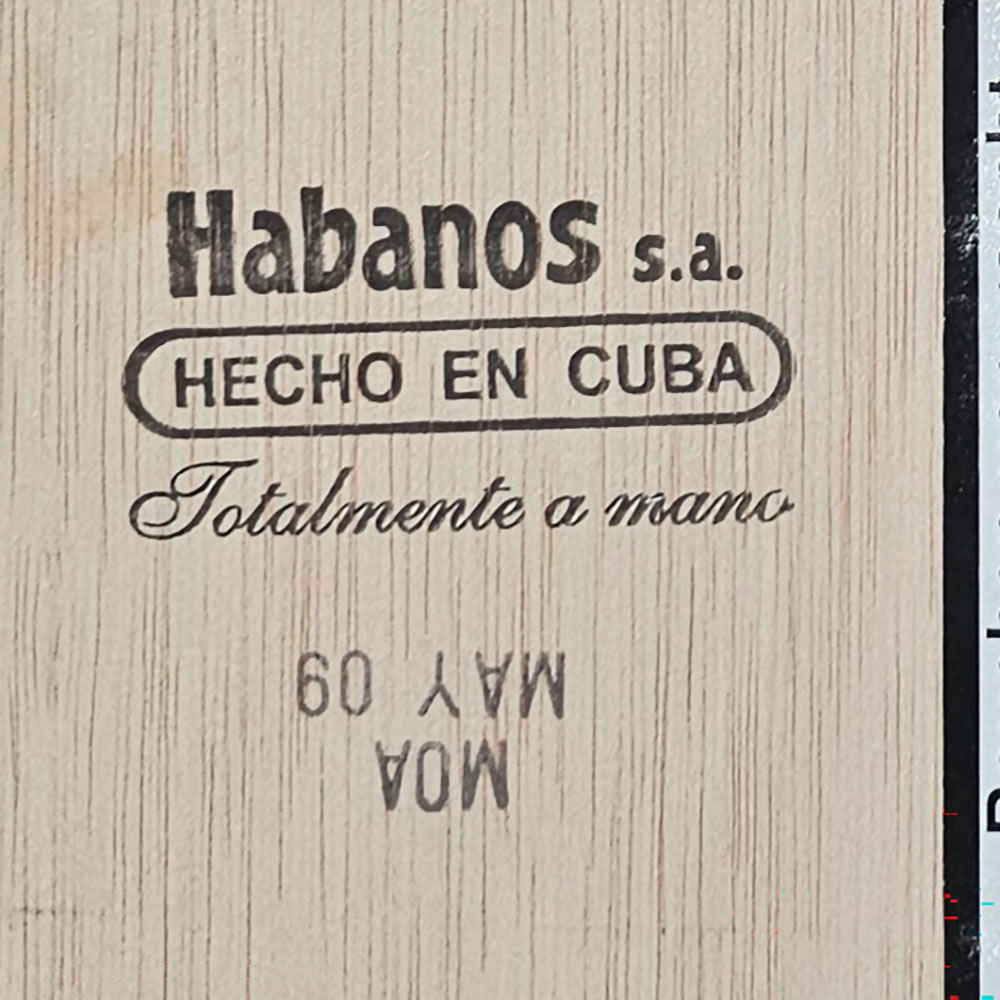 Habanos s.a.
HECHO EN CUBA
Totalmente a mano
MOA
MAY 09